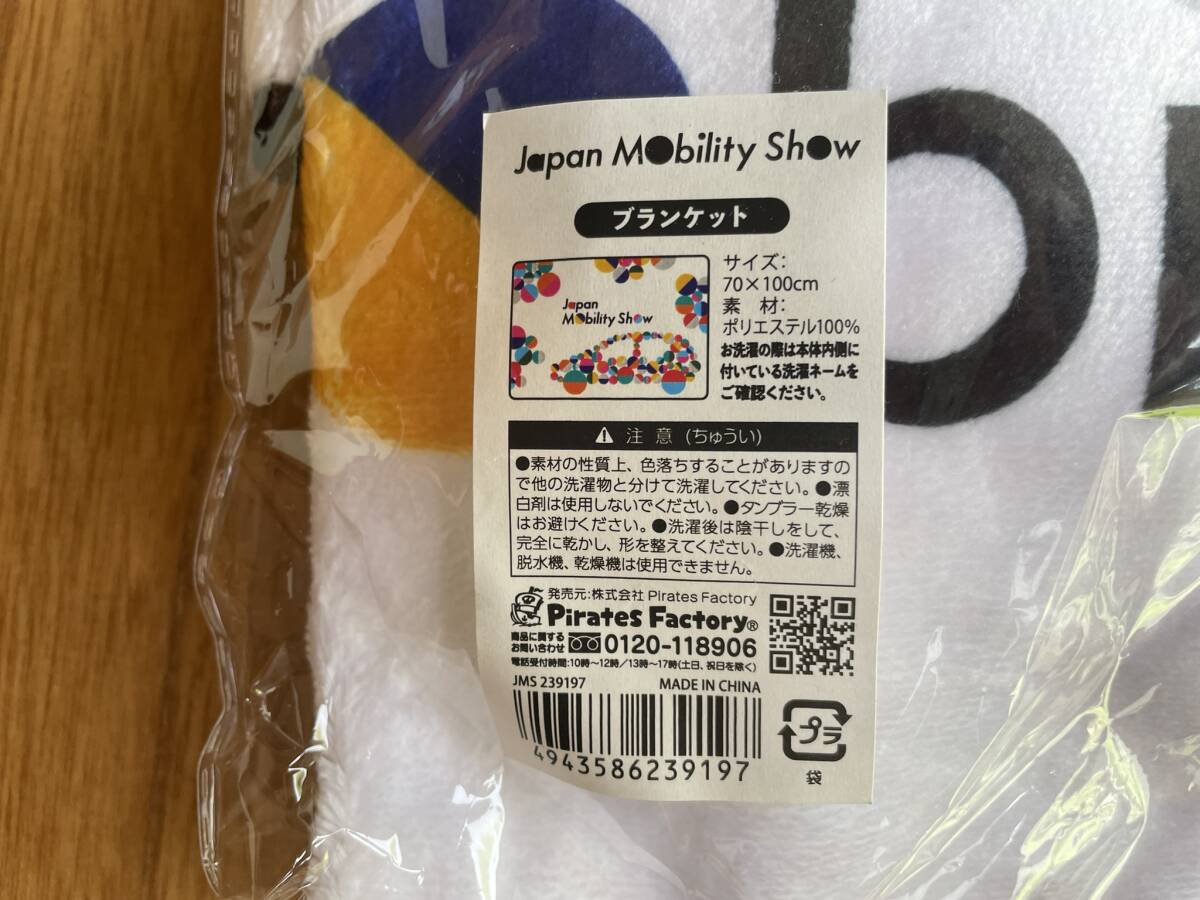 Japan Mobility Show
ブランケット
サイズ:
70×100cm
素 材:
ポリエステル100%
お洗濯の際は本体内側に
付いている洗濯ネームを
ご確認ください。
Japan
Mobility Show
注 意 (ちゅうい)
●素材の性質上、色落ちすることがありますの
で他の洗濯物と分けて洗濯してください。●漂
白剤は使用しないでください。●タンブラー乾燥
はお避けください。●洗濯後は陰干しをして、
完全に乾かし、形を整えてください。●洗濯機、
脱水機、乾燥機は使用できません。
発売元:株式会社 Pirates Factory
Pirates Factory®
商品に関する
お問い合わせ
0120-118906
電話受付時間:10時〜12時/13時〜17時(土日、祝日を除く)
JMS 239197 MADE IN CHINA
4943586239197
プラ
袋